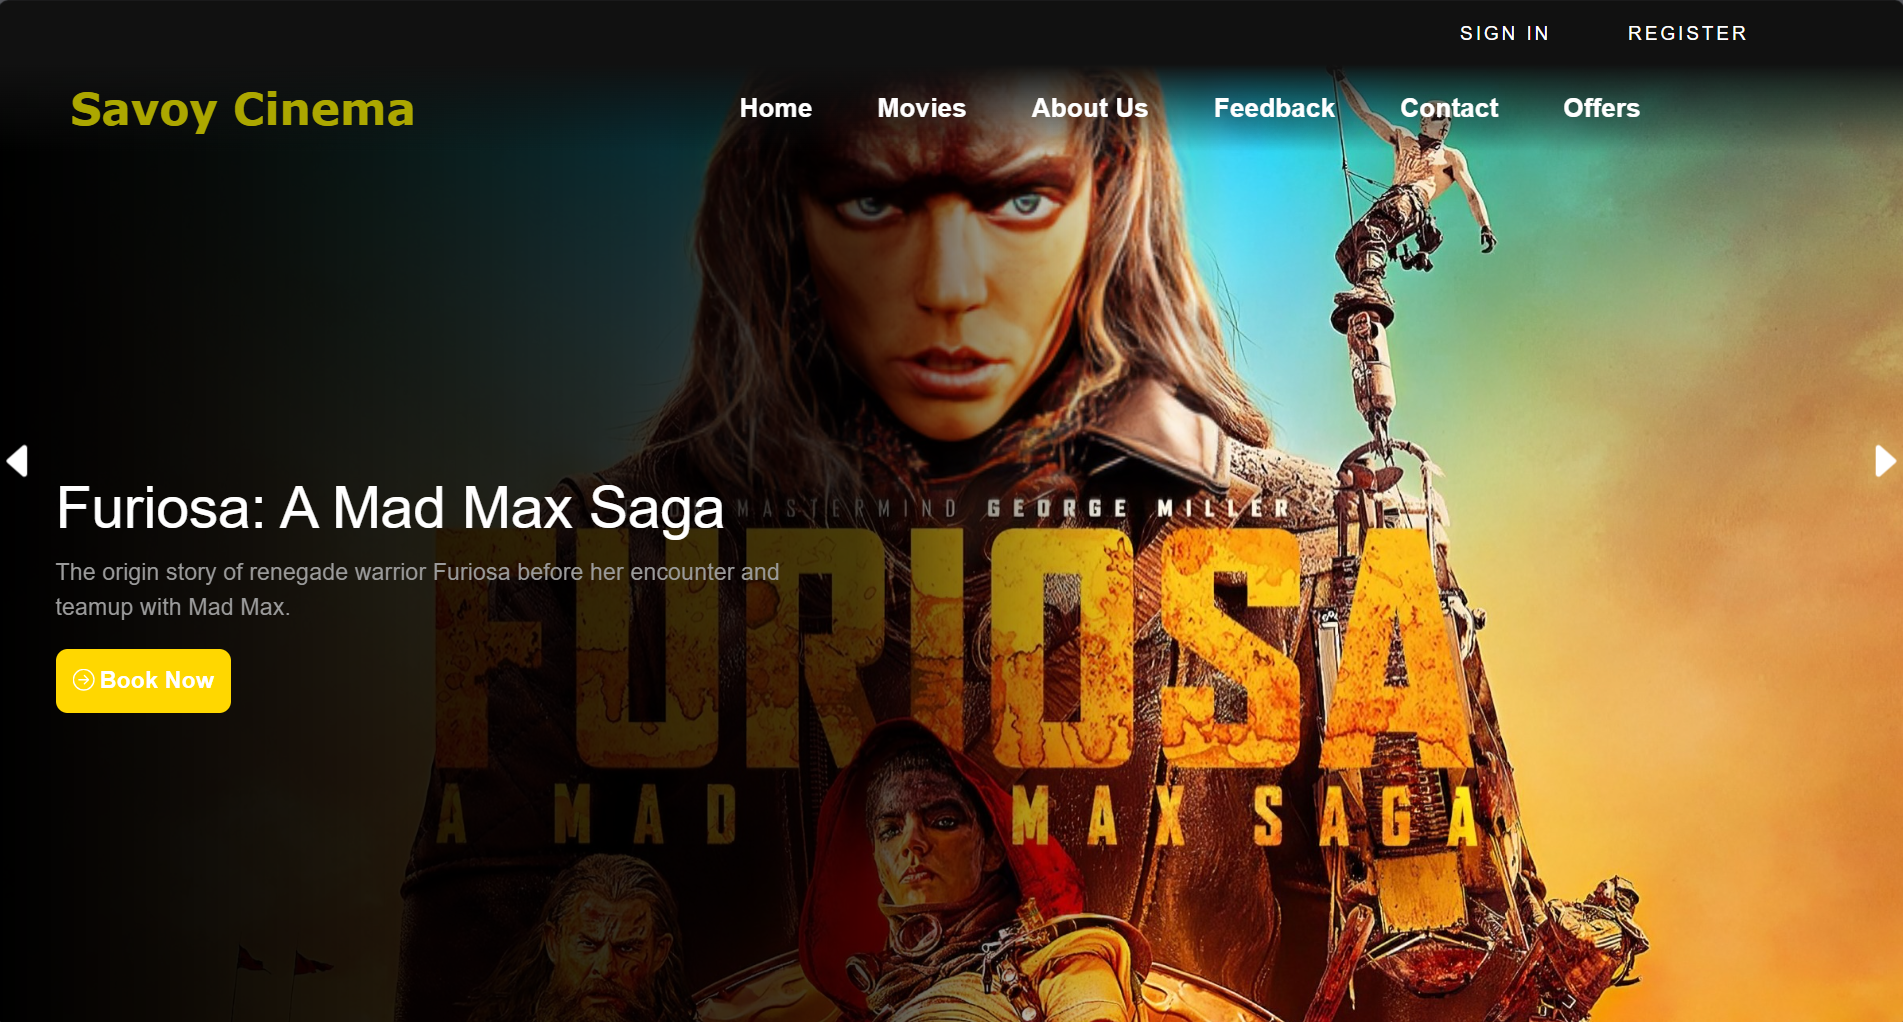 SIGN IN REGISTER
Savoy Cinema
Home Movies About Us Feedback Contact Offers
MASTERMIND GEORGE MILLER
Furiosa: A Mad Max Saga
FURIOSA
The origin story of renegade warrior Furiosa before her encounter and
teamup with Mad Max.
Book Now
A MAD MAX SAGA